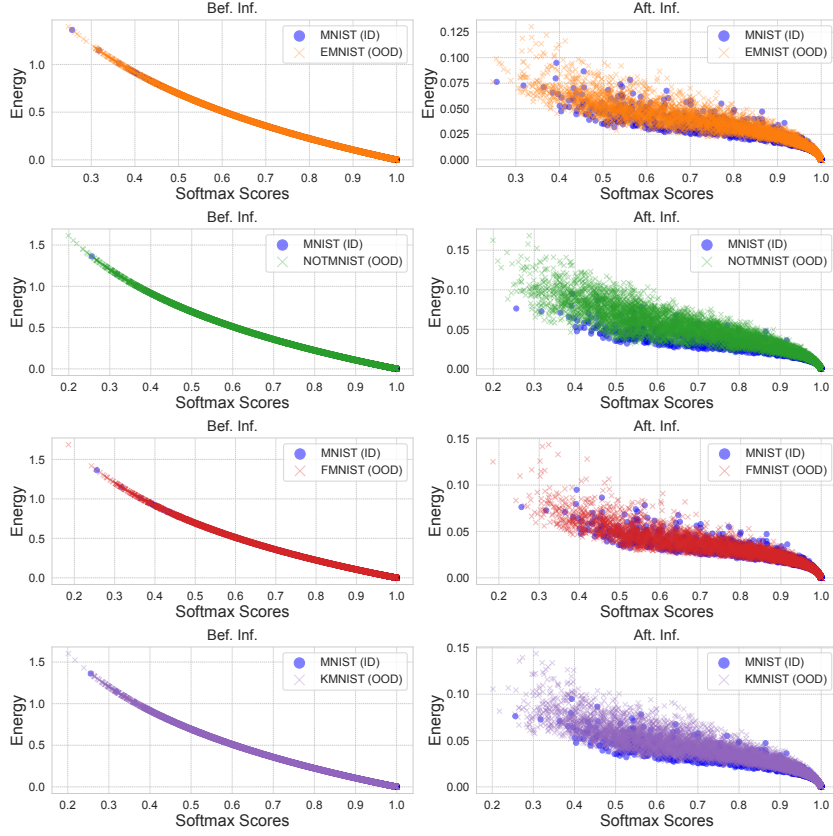 Bef. Inf.
Energy
1.0
0.5
0.0
MNIST (ID)
EMNIST (OOD)
0.3 0.4 0.5 0.6 0.7 0.8 0.9 1.0
Softmax Scores
Aft. Inf.
Energy
0.125
0.100
0.075
0.050
0.025
0.000
MNIST (ID)
EMNIST (OOD)
0.3 0.4 0.5 0.6 0.7 0.8 0.9 1.0
Softmax Scores
Bef. Inf.
Energy
1.5
1.0
0.5
0.0
MNIST (ID)
NOTMNIST (OOD)
0.2 0.3 0.4 0.5 0.6 0.7 0.8 0.9 1.0
Softmax Scores
Aft. Inf.
Energy
0.15
0.10
0.05
0.00
MNIST (ID)
NOTMNIST (OOD)
0.2 0.3 0.4 0.5 0.6 0.7 0.8 0.9 1.0
Softmax Scores
Bef. Inf.
Energy
1.5
1.0
0.5
0.0
MNIST (ID)
FMNIST (OOD)
0.2 0.3 0.4 0.5 0.6 0.7 0.8 0.9 1.0
Softmax Scores
Aft. Inf.
Energy
0.15
0.10
0.05
0.00
MNIST (ID)
FMNIST (OOD)
0.2 0.3 0.4 0.5 0.6 0.7 0.8 0.9 1.0
Softmax Scores
Bef. Inf.
Energy
1.5
1.0
0.5
0.0
MNIST (ID)
KMNIST (OOD)
0.2 0.3 0.4 0.5 0.6 0.7 0.8 0.9 1.0
Softmax Scores
Aft. Inf.
Energy
0.15
0.10
0.05
0.00
MNIST (ID)
KMNIST (OOD)
0.2 0.3 0.4 0.5 0.6 0.7 0.8 0.9 1.0
Softmax Scores